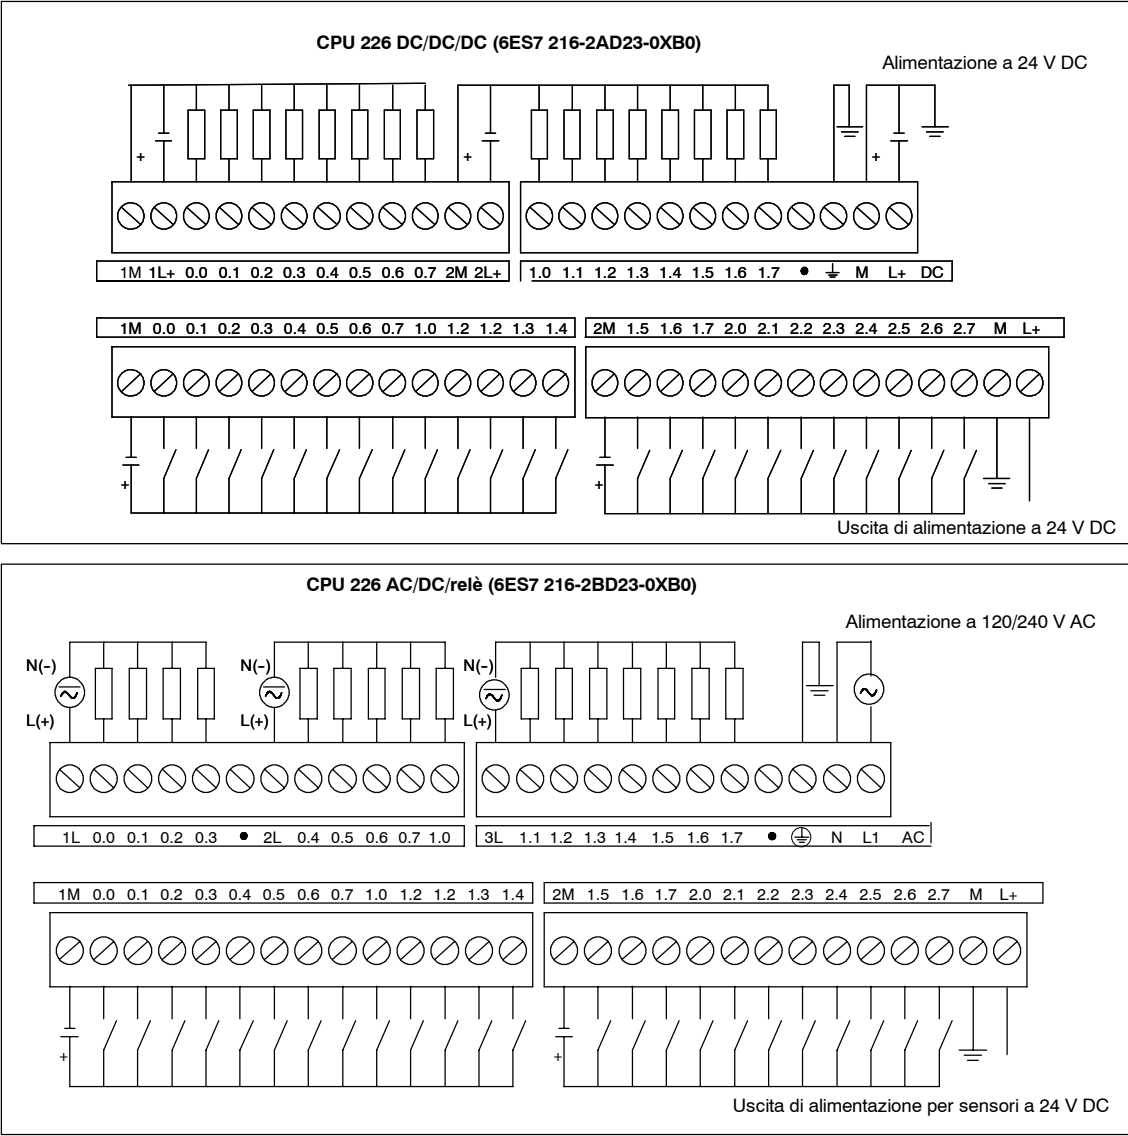 CPU 226 DC/DC/DC (6ES7 216-2AD23-0XB0)
Alimentazione a 24 V DC
+ + +
1M 1L+ 0.0 0.1 0.2 0.3 0.4 0.5 0.6 0.7 2M 2L+ 1.0 1.1 1.2 1.3 1.4 1.5 1.6 1.7 • ⏚ M L+ DC
1M 0.0 0.1 0.2 0.3 0.4 0.5 0.6 0.7 1.0 1.2 1.2 1.3 1.4 2M 1.5 1.6 1.7 2.0 2.1 2.2 2.3 2.4 2.5 2.6 2.7 M L+
+ +
Uscita di alimentazione a 24 V DC
CPU 226 AC/DC/relè (6ES7 216-2BD23-0XB0)
Alimentazione a 120/240 V AC
N(-) N(-) N(-)
L(+) L(+) L(+)
1L 0.0 0.1 0.2 0.3 • 2L 0.4 0.5 0.6 0.7 1.0 3L 1.1 1.2 1.3 1.4 1.5 1.6 1.7 • ⏚ N L1 AC
1M 0.0 0.1 0.2 0.3 0.4 0.5 0.6 0.7 1.0 1.2 1.2 1.3 1.4 2M 1.5 1.6 1.7 2.0 2.1 2.2 2.3 2.4 2.5 2.6 2.7 M L+
+ +
Uscita di alimentazione per sensori a 24 V DC